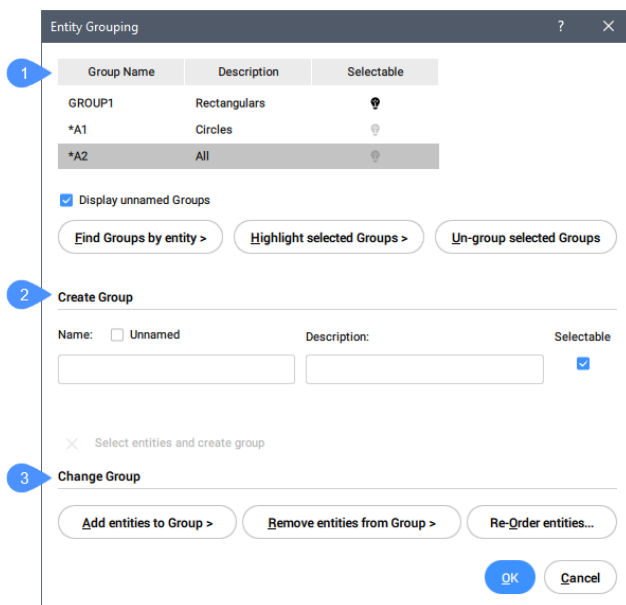 Entity Grouping ?
1
Group Name Description Selectable
GROUP1 Rectangulars
*A1 Circles
*A2 All
Display unnamed Groups
Find Groups by entity > Highlight selected Groups > Un-group selected Groups
2
Create Group
Name: Unnamed Description: Selectable
Select entities and create group
3
Change Group
Add entities to Group > Remove entities from Group > Re-Order entities...
OK Cancel